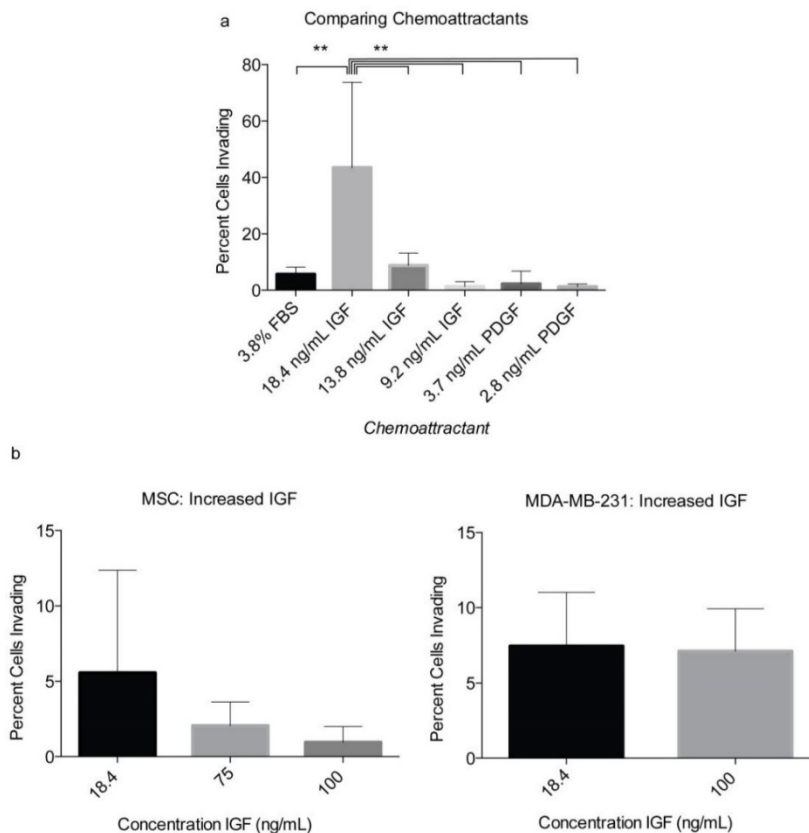 a
Comparing Chemoattractants
** **
Percent Cells Invading
80
60
40
20
0
3.8% FBS
18.4 ng/mL IGF
13.8 ng/mL IGF
9.2 ng/mL IGF
3.7 ng/mL PDGF
2.8 ng/mL PDGF
Chemoattractant
b
MSC: Increased IGF
Percent Cells Invading
15
10
5
0
18.4
75
100
Concentration IGF (ng/mL)
MDA-MB-231: Increased IGF
Percent Cells Invading
15
10
5
0
18.4
100
Concentration IGF (ng/mL)